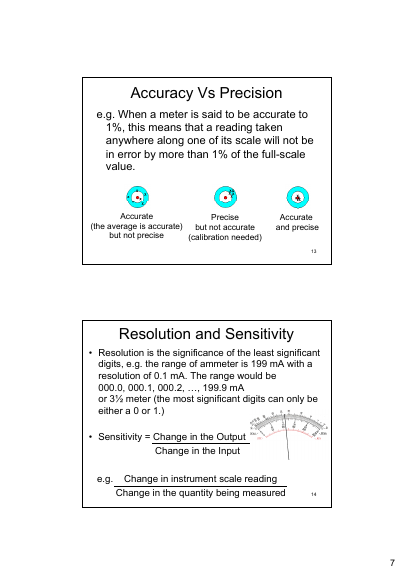 Accuracy Vs Precision
e.g. When a meter is said to be accurate to
1%, this means that a reading taken
anywhere along one of its scale will not be
in error by more than 1% of the full-scale
value.
Accurate
(the average is accurate)
but not precise
Precise
but not accurate
(calibration needed)
Accurate
and precise
13
Resolution and Sensitivity
• Resolution is the significance of the least significant
digits, e.g. the range of ammeter is 199 mA with a
resolution of 0.1 mA. The range would be
000.0, 000.1, 000.2, …, 199.9 mA
or 3½ meter (the most significant digits can only be
either a 0 or 1.)
• Sensitivity = Change in the Output
Change in the Input
e.g. Change in instrument scale reading
Change in the quantity being measured
14
7